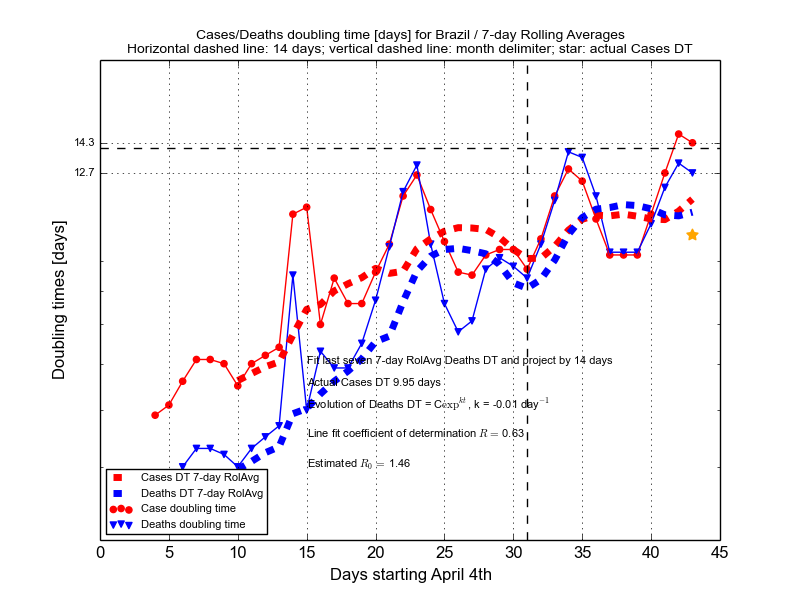 Cases/Deaths doubling time [days] for Brazil / 7-day Rolling Averages
Horizontal dashed line: 14 days; vertical dashed line: month delimiter; star: actual Cases DT
14.3
12.7
Doubling times [days]
Fit last seven 7-day RolAvg Deaths DT and project by 14 days
Actual Cases DT 9.95 days
Evolution of Deaths DT = Cexp^{kt}, k = -0.01 day^{-1}
Line fit coefficient of determination R = 0.63
Estimated R_0 = 1.46
Cases DT 7-day RolAvg
Deaths DT 7-day RolAvg
Case doubling time
Deaths doubling time
0 5 10 15 20 25 30 35 40 45
Days starting April 4th